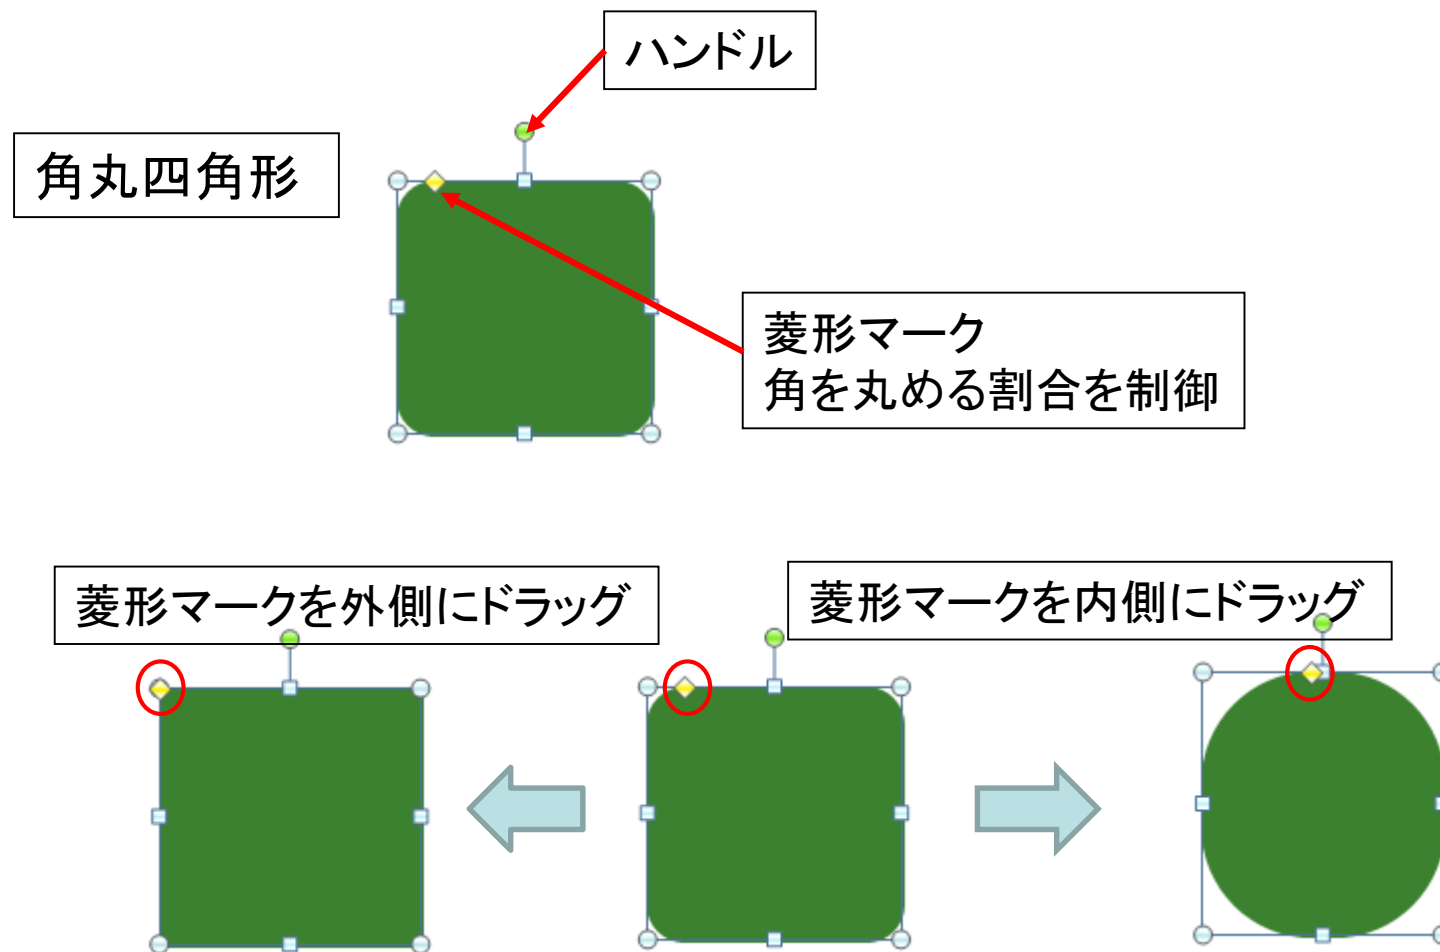 ハンドル
角丸四角形
菱形マーク
角を丸める割合を制御
菱形マークを外側にドラッグ
菱形マークを内側にドラッグ